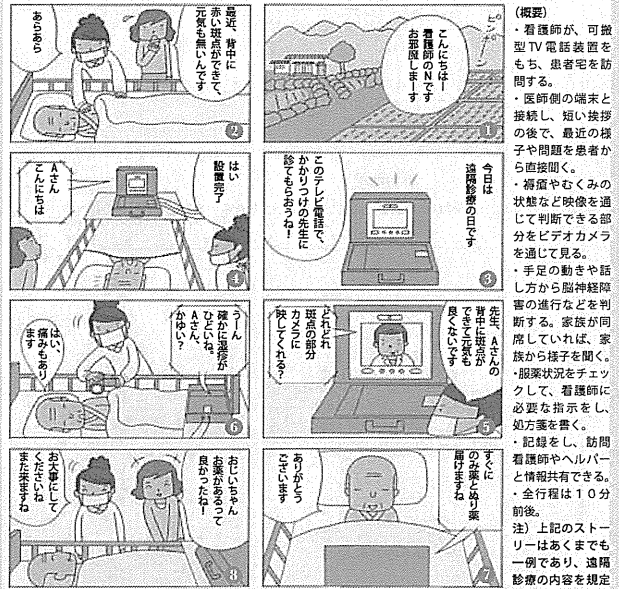 ピンポーン
こんにちはー
看護師のNです
お邪魔しまーす
1
最近、背中に
赤い斑点ができて、
元気も無いんです
あらあら
2
今日は
遠隔診療の日です
このテレビ電話で、
かかりつけの先生に
診てもらおうね!
3
はい
設置完了
Aさん
こんにちは
4
先生、Aさんの
背中に斑点が
できて元気も
良くないです
どれどれ
斑点の部分
カメラに
映してくれる?
5
うーん
確かに湿疹が
ひどいね。
Aさん、
かゆい?
はい、
痛みもあり
ます
6
すぐに
のみ薬とぬり薬
届けますね
ありがとう
ございます
7
おじいちゃん
お薬があるって
良かったね!
お大事にして
くださいね
また来ますね
8
(概要)
・看護師が、可搬
型TV電話装置を
もち、患者宅を訪
問する。
・医師側の端末と
接続し、短い挨拶
の後で、最近の様
子や問題を患者か
ら直接聞く。
・褥瘡やむくみの
状態など映像を通
じて判断できる部
分をビデオカメラ
を通じて見る。
・手足の動きや話
し方から脳神経障
害の進行などを判
断する。家族が同
席していれば、家
族から様子を聞く。
・服薬状況をチェッ
クして、看護師に
必要な指示をし、
処方箋を書く。
・記録をし、訪問
看護師やヘルパー
と情報共有できる。
・全行程は10分
前後。
注)上記のストー
リーはあくまでも
一例であり、遠隔
診療の内容を規定